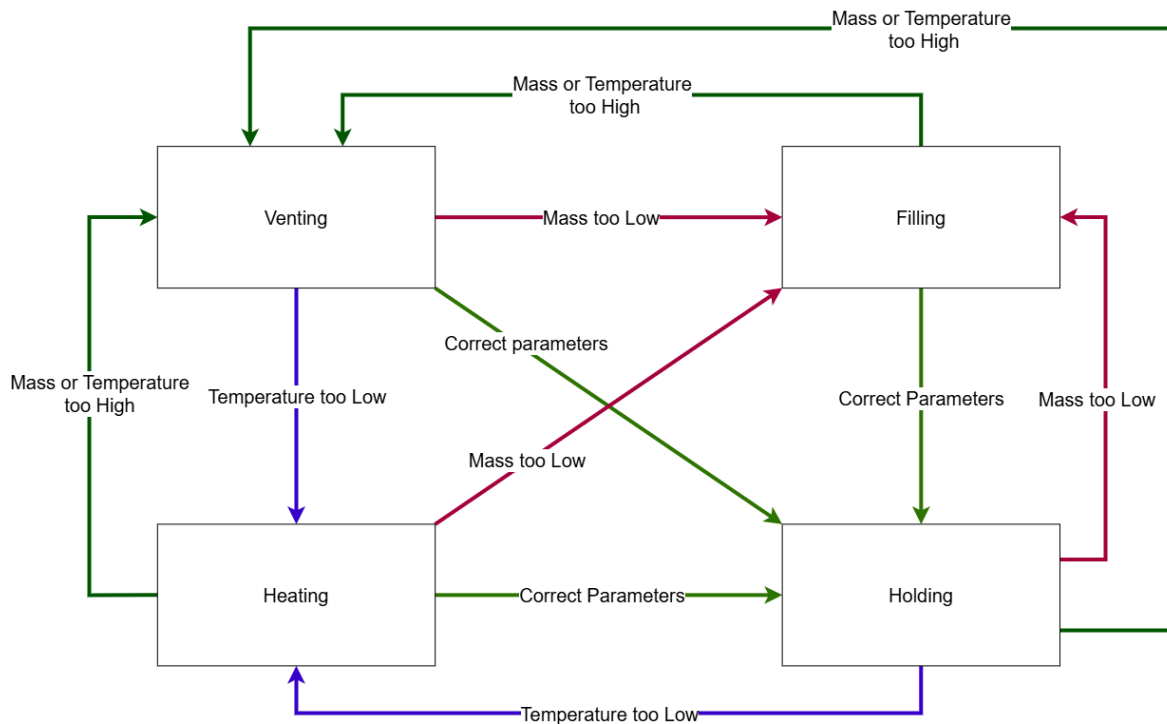 Mass or Temperature
too High
Mass or Temperature
too High
Venting
Mass too Low
Filling
Correct parameters
Mass or Temperature
too High
Temperature too Low
Correct Parameters
Mass too Low
Mass too Low
Heating
Correct Parameters
Holding
Temperature too Low